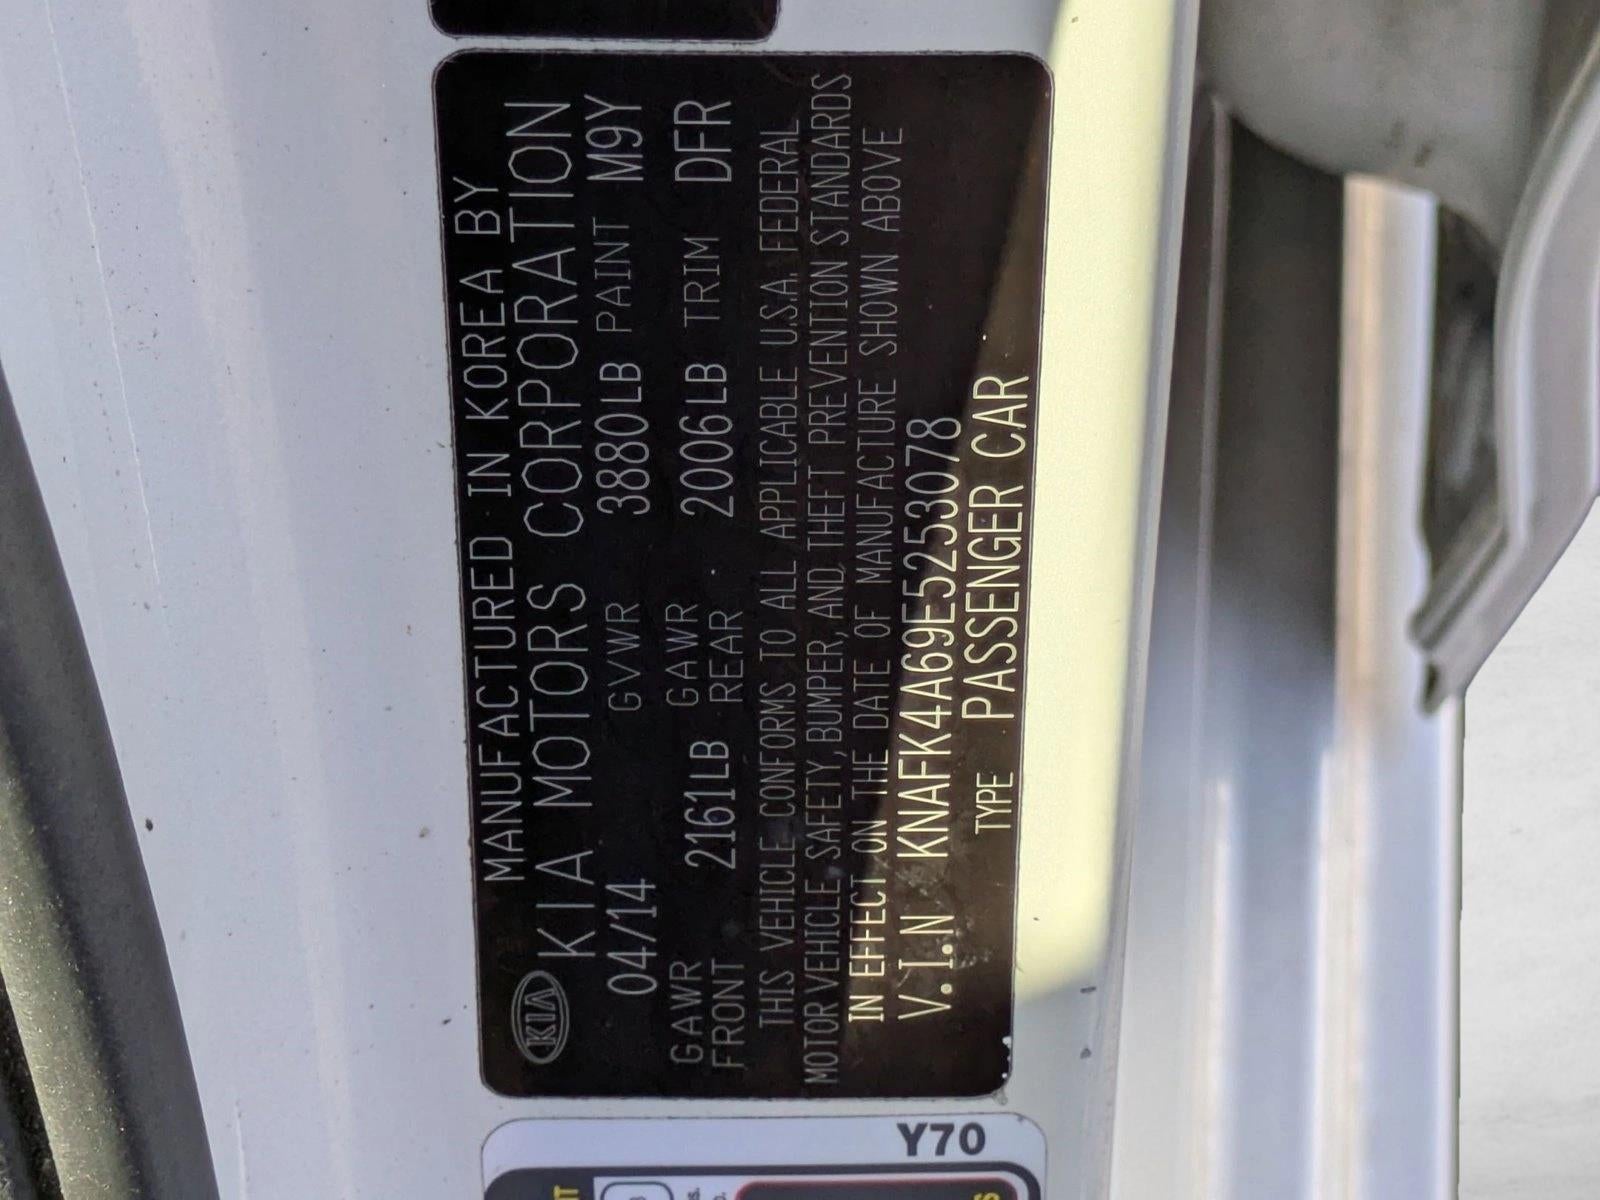 MANUFACTURED IN KOREA BY
KIA KIA MOTORS CORPORATION
04/14 GVWR 3880LB PAINT M9Y
GAWR FRONT 2161LB GAWR REAR 2006LB TRIM DFR
THIS VEHICLE CONFORMS TO ALL APPLICABLE U.S.A. FEDERAL
MOTOR VEHICLE SAFETY, BUMPER, AND THEFT PREVENTION STANDARDS
IN EFFECT ON THE DATE OF MANUFACTURE SHOWN ABOVE
V.I.N KNAFK4A69E5253078
TYPE PASSENGER CAR
Y70